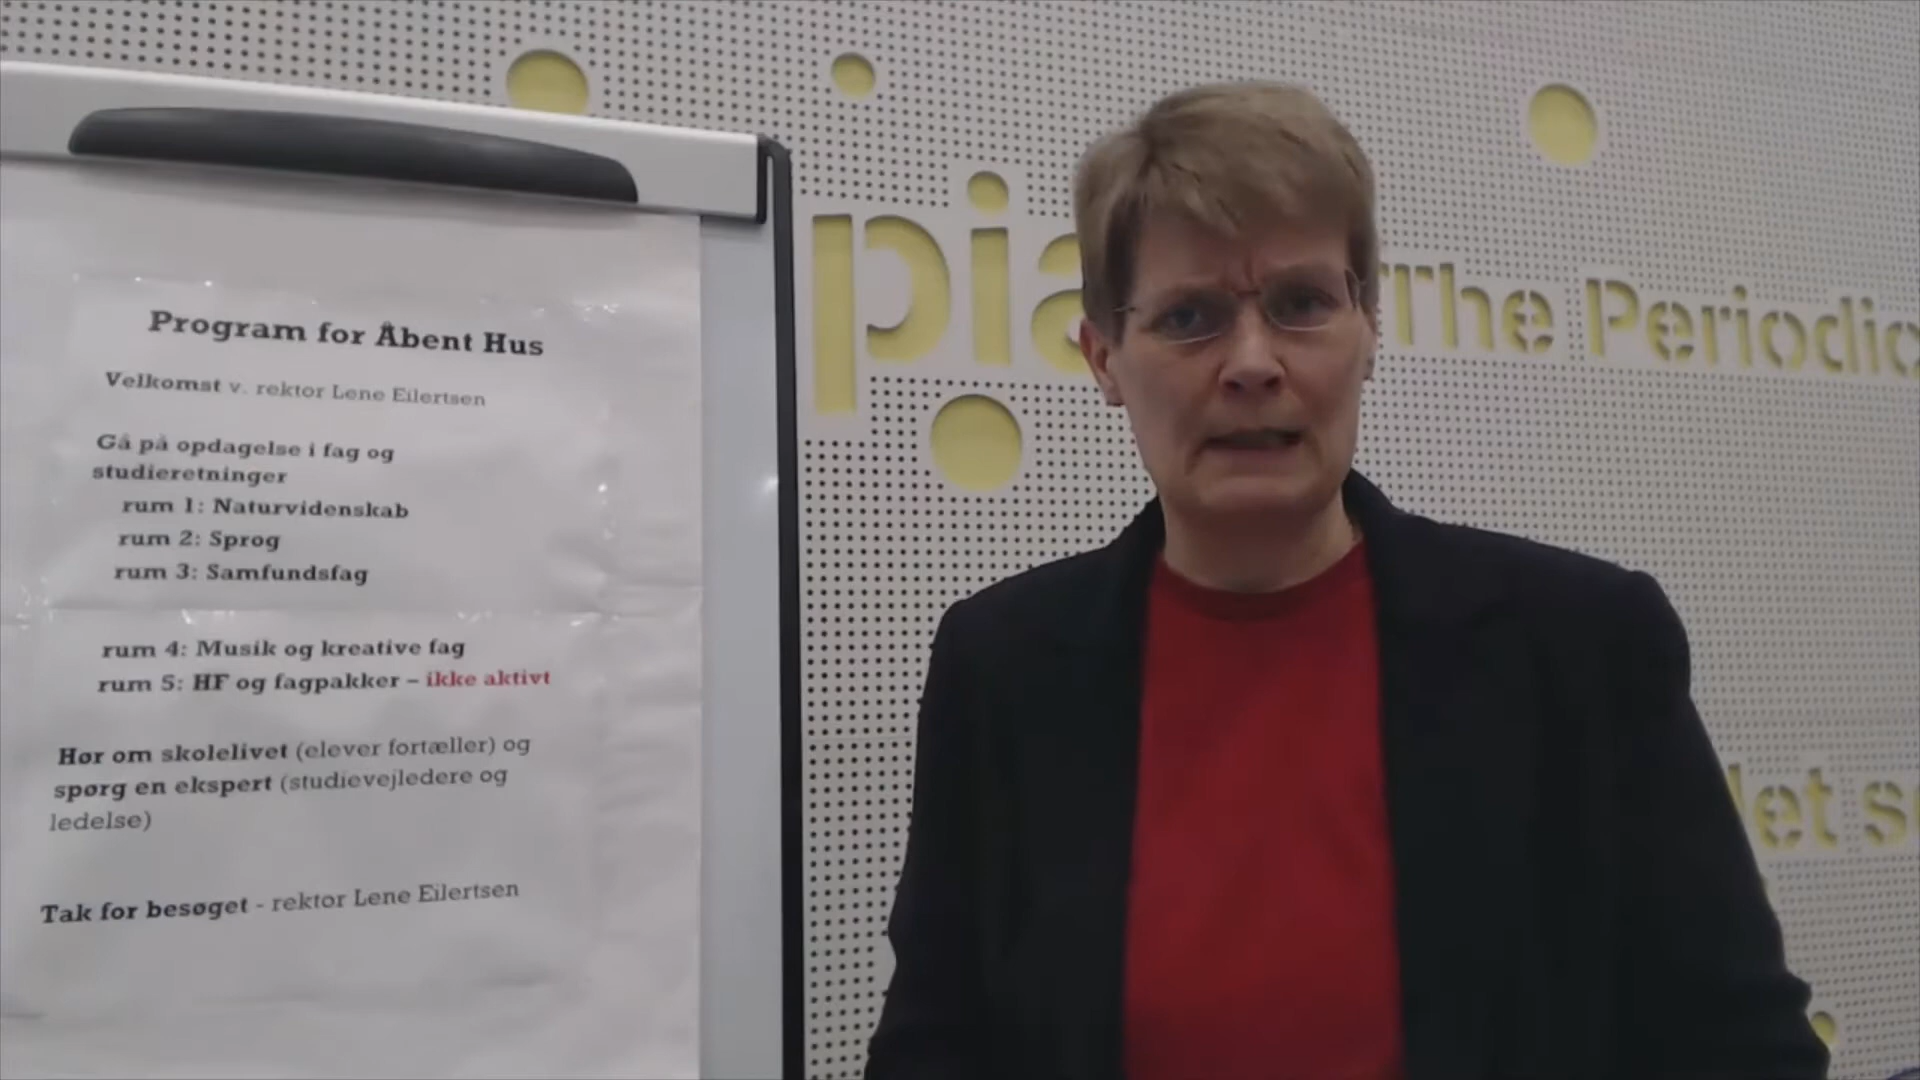 Program for Åbent Hus
Velkomst v. rektor Lene Eilertsen
Gå på opdagelse i fag og
studieretninger
rum 1: Naturvidenskab
rum 2: Sprog
rum 3: Samfundsfag
rum 4: Musik og kreative fag
rum 5: HF og fagpakker – ikke aktivt
Hør om skolelivet (elever fortæller) og
spørg en ekspert (studievejledere og
ledelse)
Tak for besøget - rektor Lene Eilertsen
The Periodic